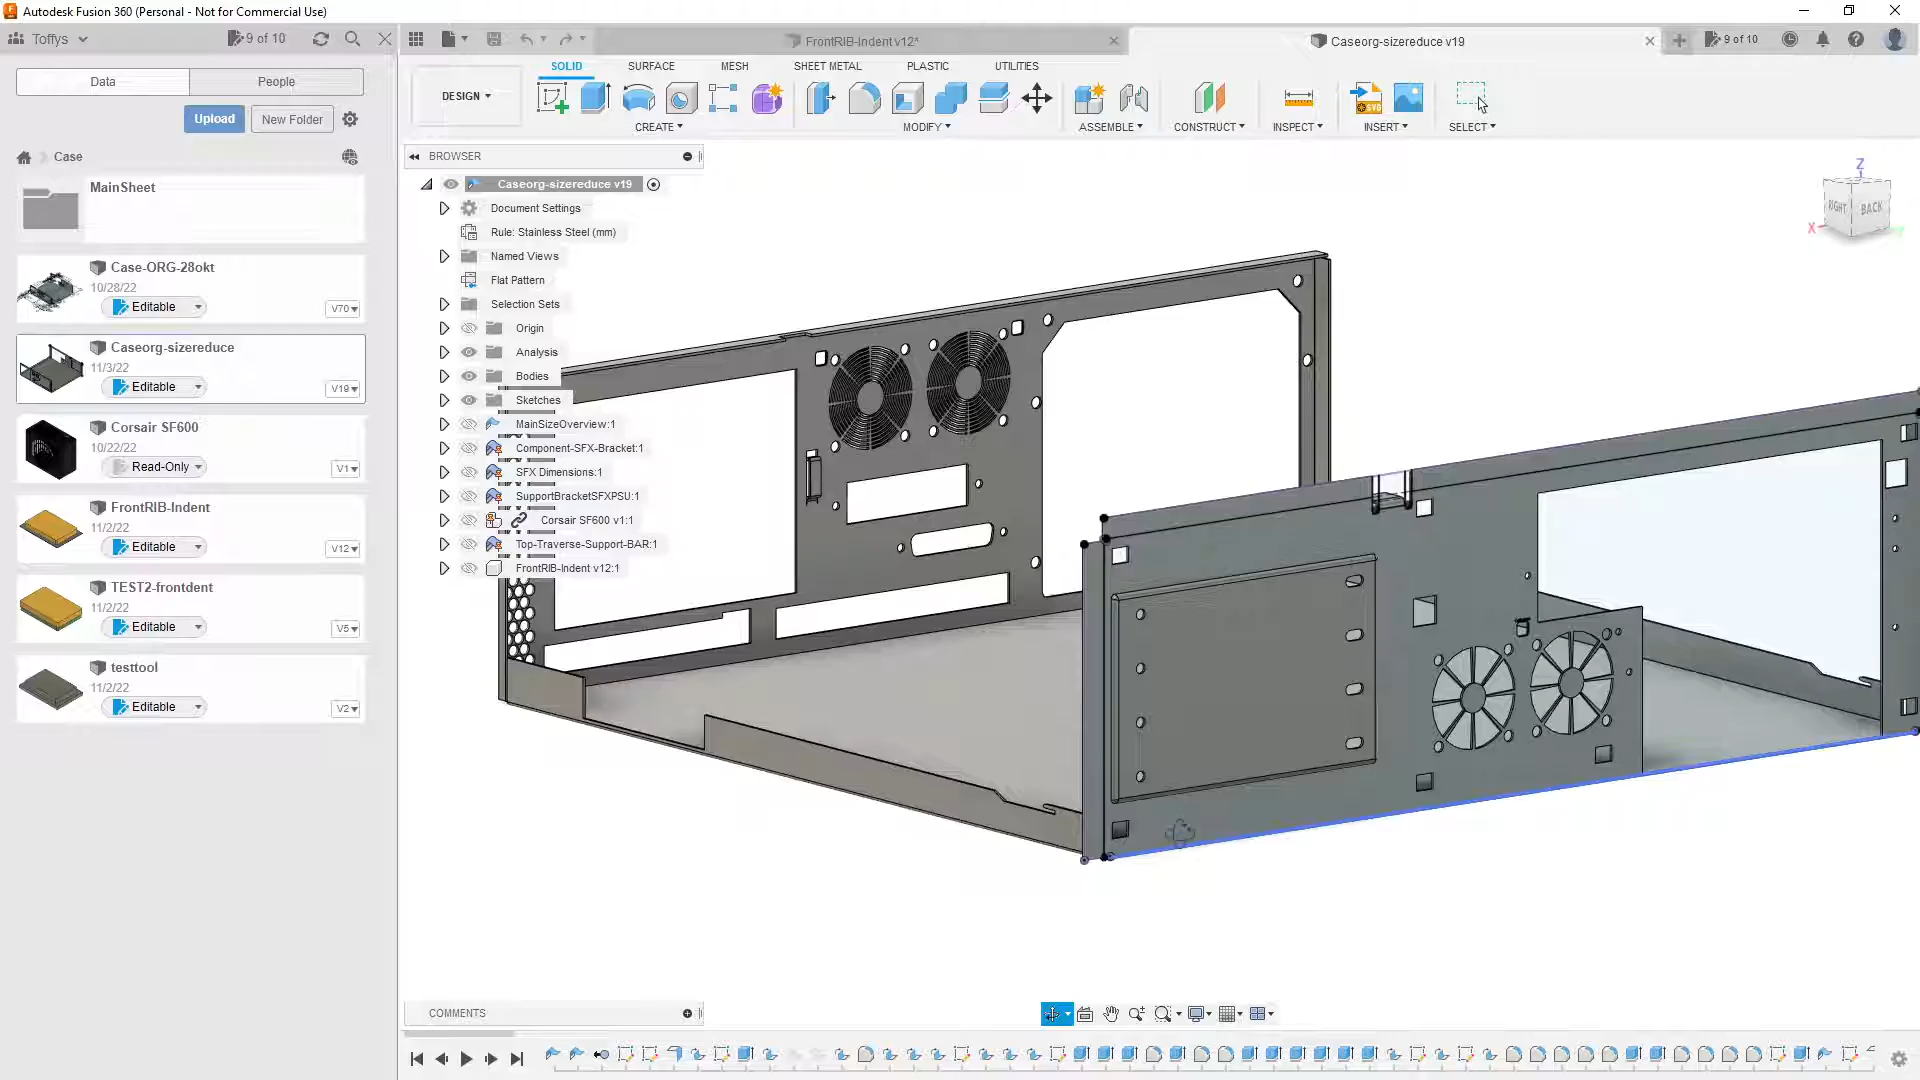 Autodesk Fusion 360 (Personal - Not for Commercial Use)
Toffys
9 of 10
FrontRIB-Indent v12*
Caseorg-sizereduce v19
9 of 10
Data
People
Upload
New Folder
Case
MainSheet
Case-ORG-28okt
10/28/22
Editable
V70
Caseorg-sizereduce
11/3/22
Editable
V19
Corsair SF600
10/22/22
Read-Only
V1
FrontRIB-Indent
11/2/22
Editable
V12
TEST2-frontdent
11/2/22
Editable
V5
testtool
11/2/22
Editable
V2
SOLID
SURFACE
MESH
SHEET METAL
PLASTIC
UTILITIES
DESIGN
CREATE
MODIFY
ASSEMBLE
CONSTRUCT
INSPECT
SVG
INSERT
SELECT
BROWSER
Caseorg-sizereduce v19
Document Settings
Rule: Stainless Steel (mm)
Named Views
Flat Pattern
Selection Sets
Origin
Analysis
Bodies
Sketches
MainSizeOverview:1
Component-SFX-Bracket:1
SFX Dimensions:1
SupportBracketSFXPSU:1
Corsair SF600 v1:1
Top-Traverse-Support-BAR:1
FrontRIB-Indent v12:1
Z
RIGHT
BACK
X
COMMENTS